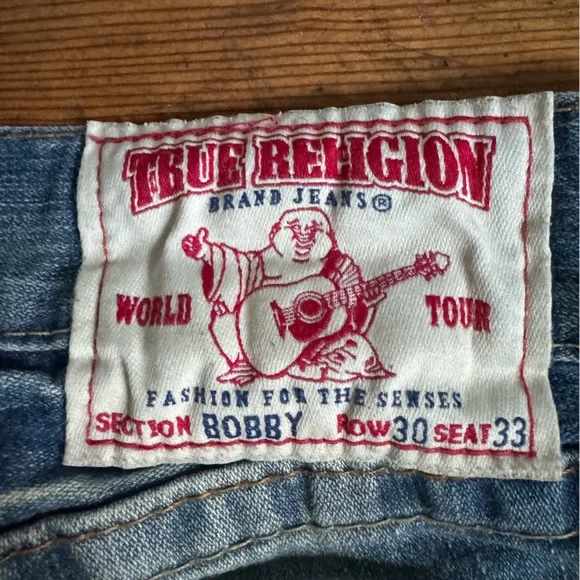 TRUE RELIGION
BRAND JEANS®
WORLD TOUR
FASHION FOR THE SENSES
SECTION BOBBY ROW 30 SEAT 33